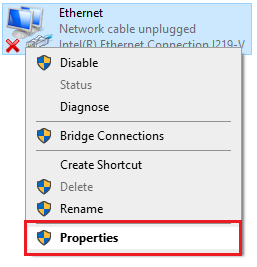 Ethernet
Network cable unplugged
Intel(R) Ethernet Connection I219-V
Disable
Status
Diagnose
Bridge Connections
Create Shortcut
Delete
Rename
Properties